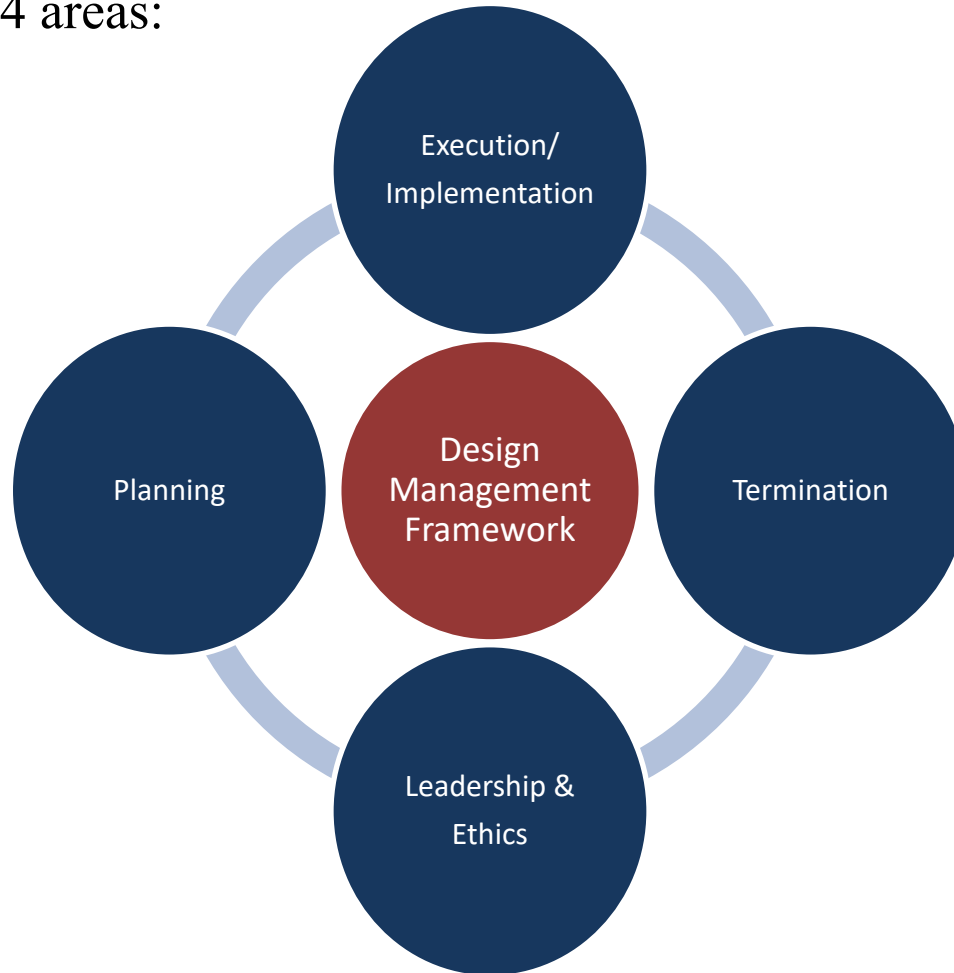 4 areas:
Execution/
Implementation
Planning
Design
Management
Framework
Termination
Leadership &
Ethics